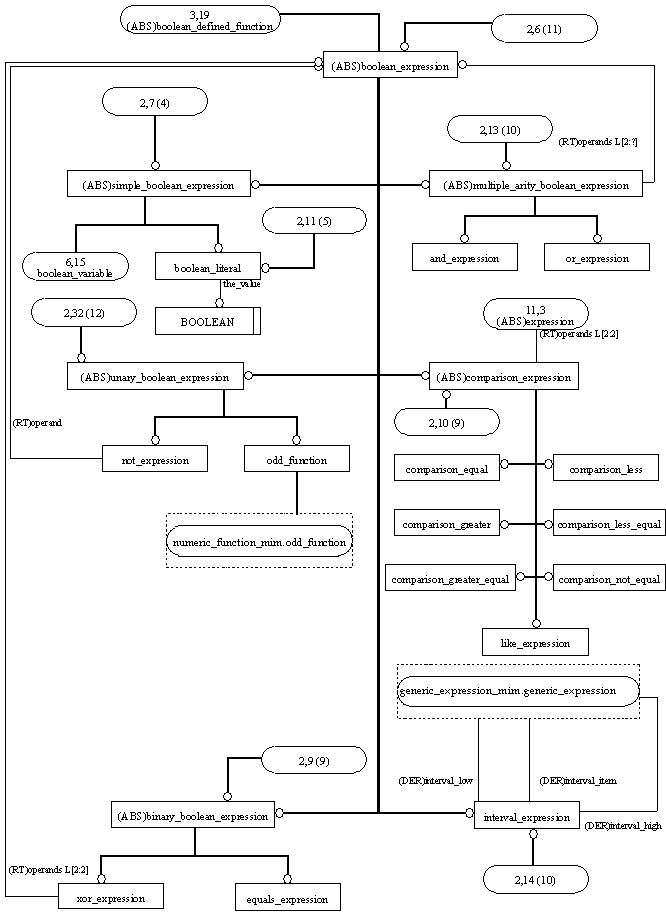 3,19
(ABS)boolean_defined_function
2,6 (11)
(ABS)boolean_expression
2,7 (4)
2,13 (10)
(RT)operands L[2:?]
(ABS)simple_boolean_expression
(ABS)multiple_arity_boolean_expression
2,11 (5)
6,15
boolean_variable
boolean_literal
and_expression
or_expression
the_value
BOOLEAN
2,32 (12)
11,3
(ABS)expression
(RT)operands L[2:2]
(ABS)unary_boolean_expression
(ABS)comparison_expression
(RT)operand
2,10 (9)
not_expression
odd_function
comparison_equal
comparison_less
comparison_greater
comparison_less_equal
numeric_function_mim.odd_function
comparison_greater_equal
comparison_not_equal
like_expression
generic_expression_mim.generic_expression
2,9 (9)
(DER)interval_low
(DER)interval_item
(ABS)binary_boolean_expression
interval_expression
(DER)interval_high
(RT)operands L[2:2]
2,14 (10)
xor_expression
equals_expression